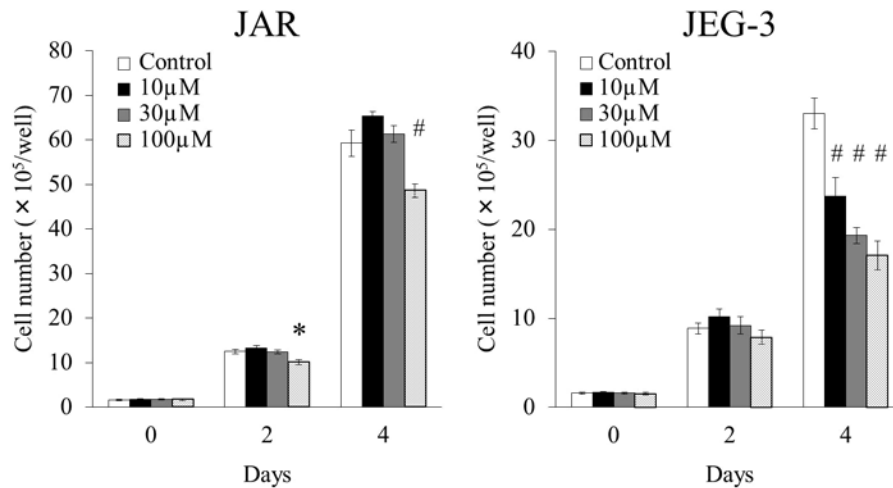 JAR
Cell number ( × 10⁵/well)
80
70
60
50
40
30
20
10
0
Control
10µM
30µM
100µM
*
#
0 2 4
Days
JEG-3
Cell number ( × 10⁵/well)
40
30
20
10
0
Control
10µM
30µM
100µM
# # #
0 2 4
Days